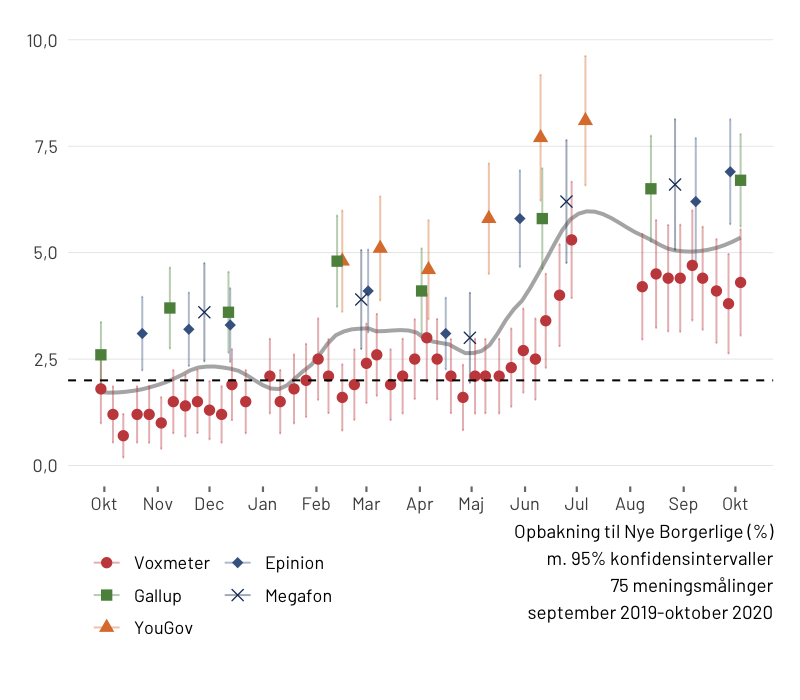 10,0
7,5
5,0
2,5
0,0
Okt Nov Dec Jan Feb Mar Apr Maj Jun Jul Aug Sep Okt
Opbakning til Nye Borgerlige (%)
m. 95% konfidensintervaller
75 meningsmålinger
september 2019-oktober 2020
Voxmeter Epinion
Gallup Megafon
YouGov